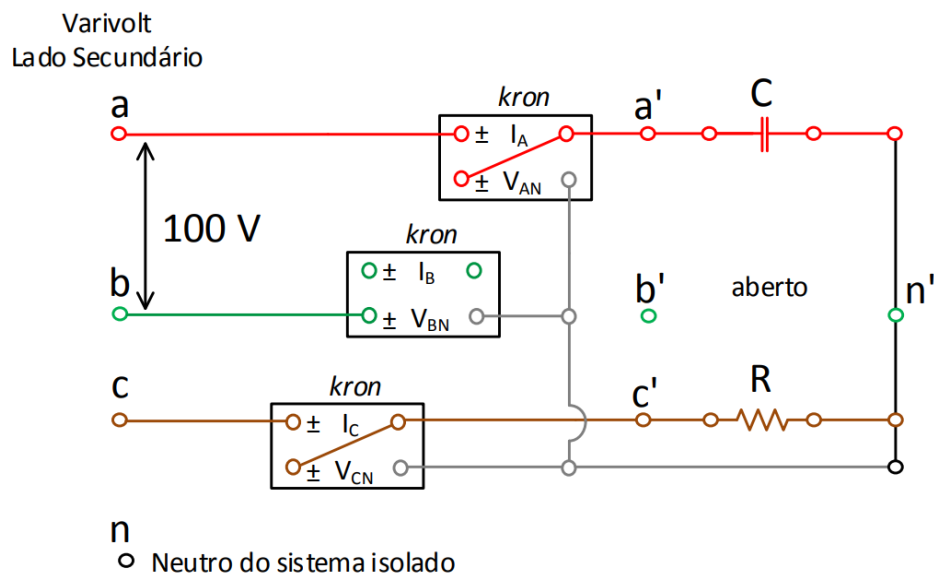 Varivolt
Lado Secundário
a
kron
± I_A
± V_AN
a'
C
100 V
b
kron
± I_B
± V_BN
b'
aberto
n'
c
kron
± I_C
± V_CN
c'
R
n
Neutro do sistema isolado